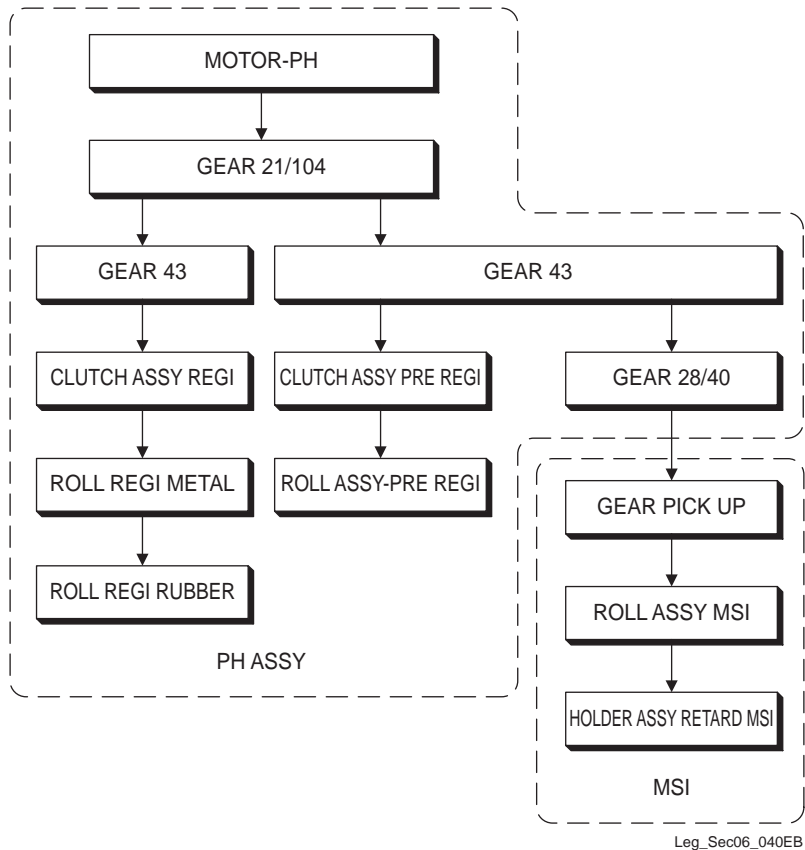 MOTOR-PH
GEAR 21/104
GEAR 43
GEAR 43
CLUTCH ASSY REGI
CLUTCH ASSY PRE REGI
GEAR 28/40
ROLL REGI METAL
ROLL ASSY-PRE REGI
GEAR PICK UP
ROLL REGI RUBBER
ROLL ASSY MSI
PH ASSY
HOLDER ASSY RETARD MSI
MSI
Leg_Sec06_040EB